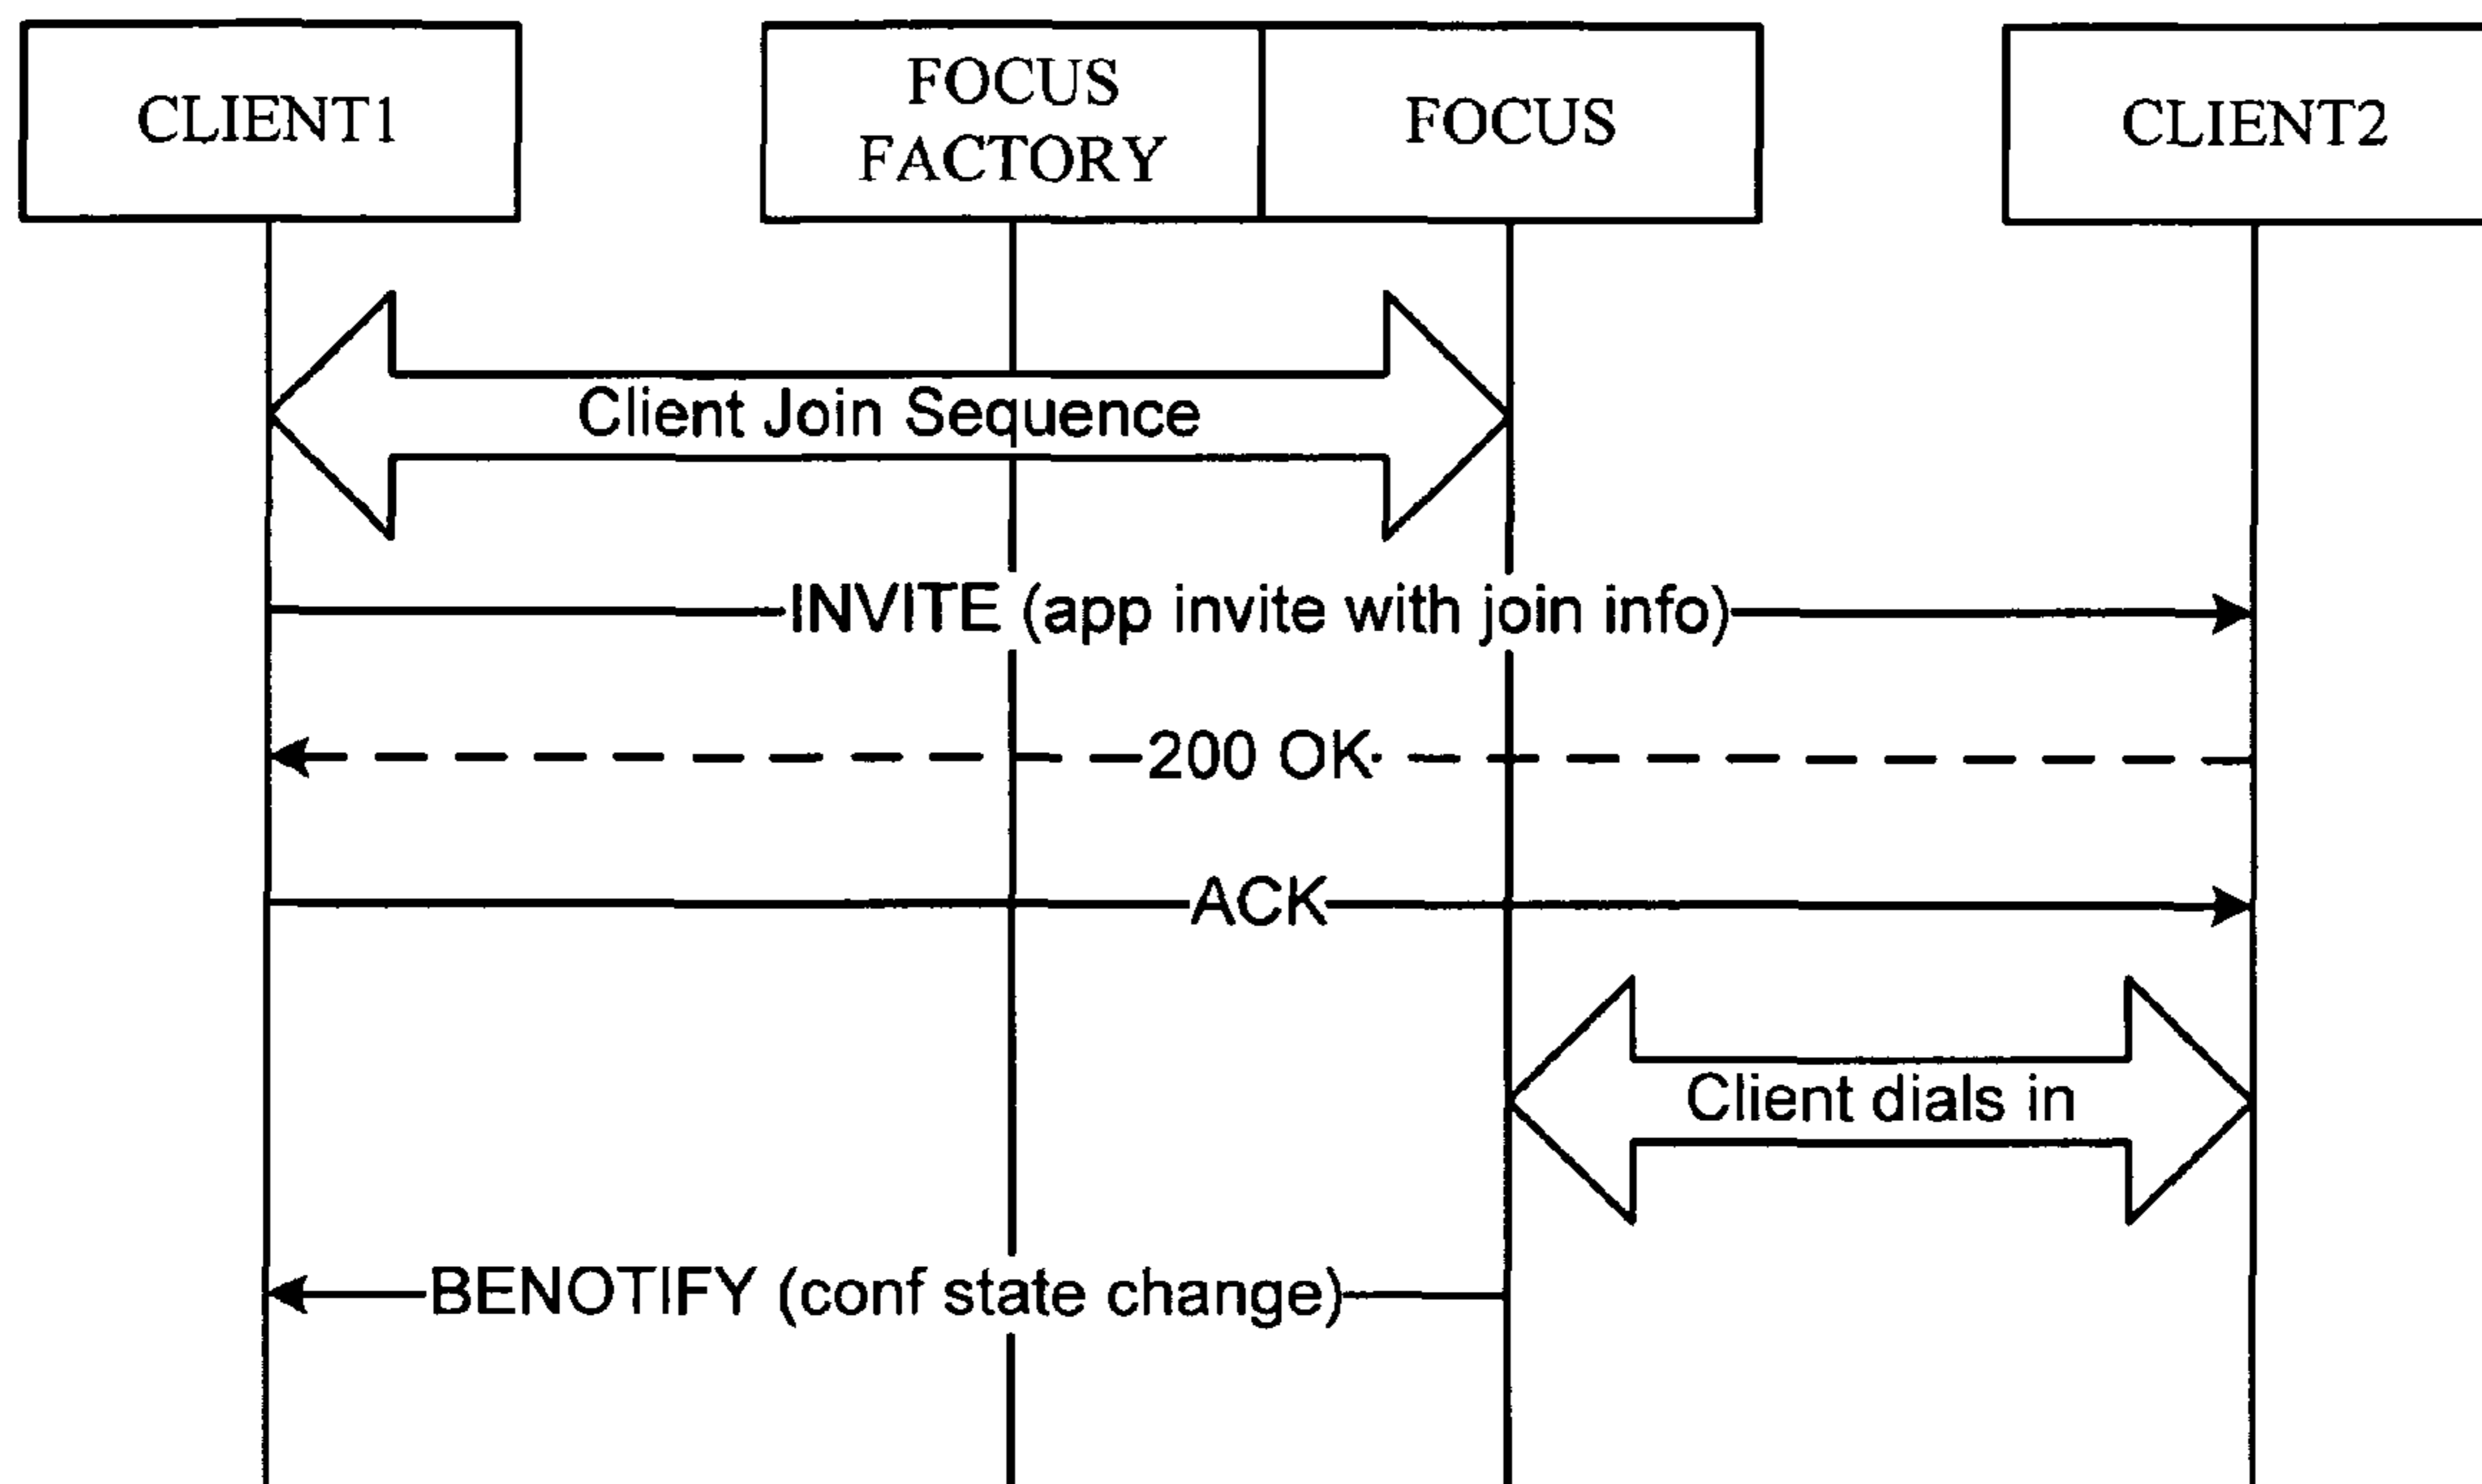 CLIENT1
FOCUS
FACTORY
FOCUS
CLIENT2
Client Join Sequence
INVITE (app invite with join info)
200 OK
ACK
Client dials in
BENOTIFY (conf state change)